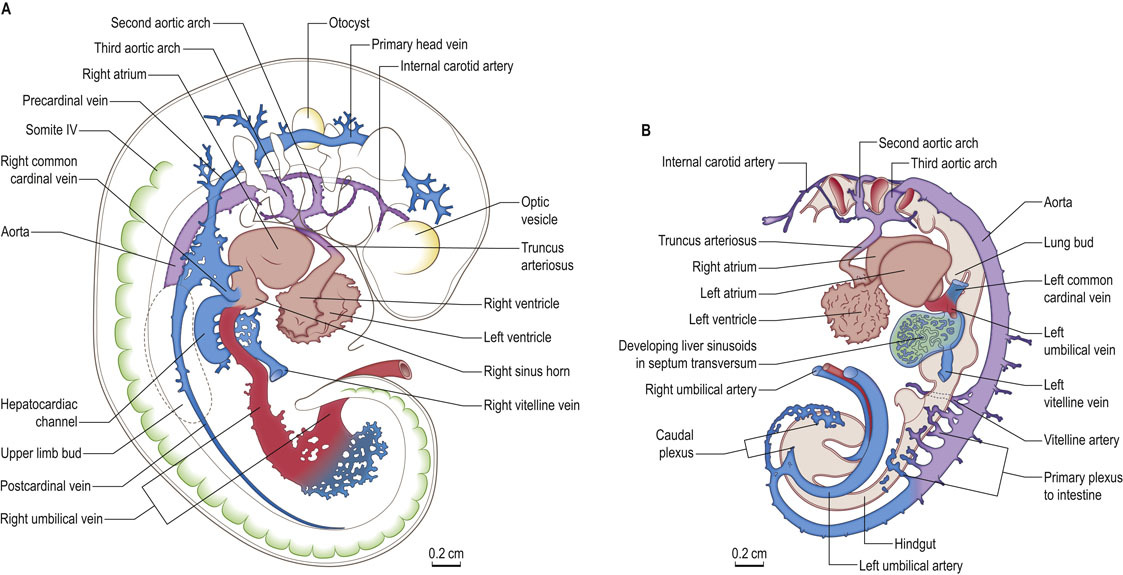 A
Second aortic arch
Third aortic arch
Right atrium
Precardinal vein
Somite IV
Right common
cardinal vein
Aorta
Hepatocardiac
channel
Upper limb bud
Postcardinal vein
Right umbilical vein
Otocyst
Primary head vein
Internal carotid artery
Optic
vesicle
Truncus
arteriosus
Right ventricle
Left ventricle
Right sinus horn
Right vitelline vein
0.2 cm
B
Internal carotid artery
Second aortic arch
Third aortic arch
Truncus arteriosus
Right atrium
Left atrium
Left ventricle
Developing liver sinusoids
in septum transversum
Right umbilical artery
Caudal
plexus
Aorta
Lung bud
Left common
cardinal vein
Left
umbilical vein
Left
vitelline vein
Vitelline artery
Primary plexus
to intestine
Hindgut
Left umbilical artery
0.2 cm